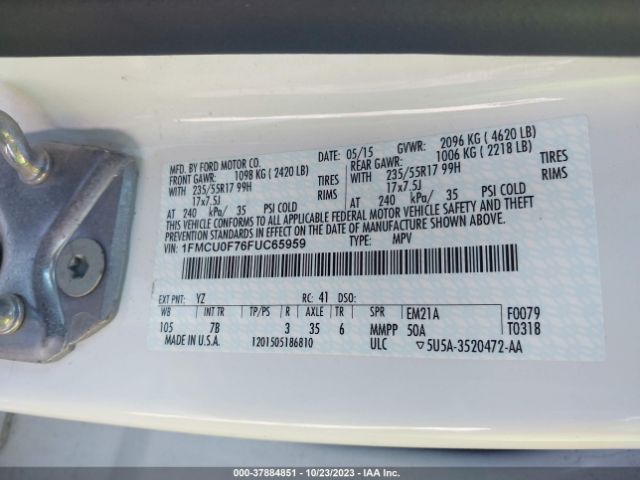 MFD. BY FORD MOTOR CO.
DATE: 05/15 GVWR: 2096 KG ( 4620 LB)
FRONT GAWR: 1098 KG ( 2420 LB) REAR GAWR: 1006 KG ( 2218 LB)
WITH 235/55R17 99H TIRES WITH 235/55R17 99H TIRES
17x7.5J RIMS 17x7.5J RIMS
AT 240 kPa/ 35 PSI COLD AT 240 kPa/ 35 PSI COLD
THIS VEHICLE CONFORMS TO ALL APPLICABLE FEDERAL MOTOR VEHICLE SAFETY AND THEFT
PREVENTION STANDARDS IN EFFECT ON THE DATE OF MANUFACTURE SHOWN ABOVE.
VIN: 1FMCU0F76FUC65959 TYPE: MPV
EXT PNT: YZ RC: 41 DSO:
WB INT TR TP/PS R AXLE TR SPR EM21A F0079
105 7B 3 35 6 MMPP 50A T0318
MADE IN U.S.A. 1201505186810 ULC ▽5U5A-3520472-AA
000-37884851 • 10/23/2023 • IAA Inc.